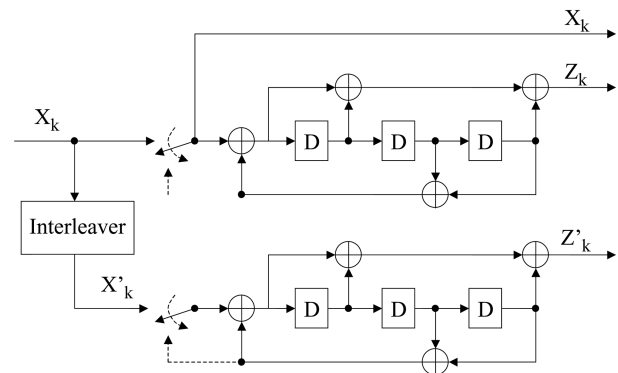 X_k
Z_k
X_k
D D D
Interleaver
Z'_k
X'_k
D D D